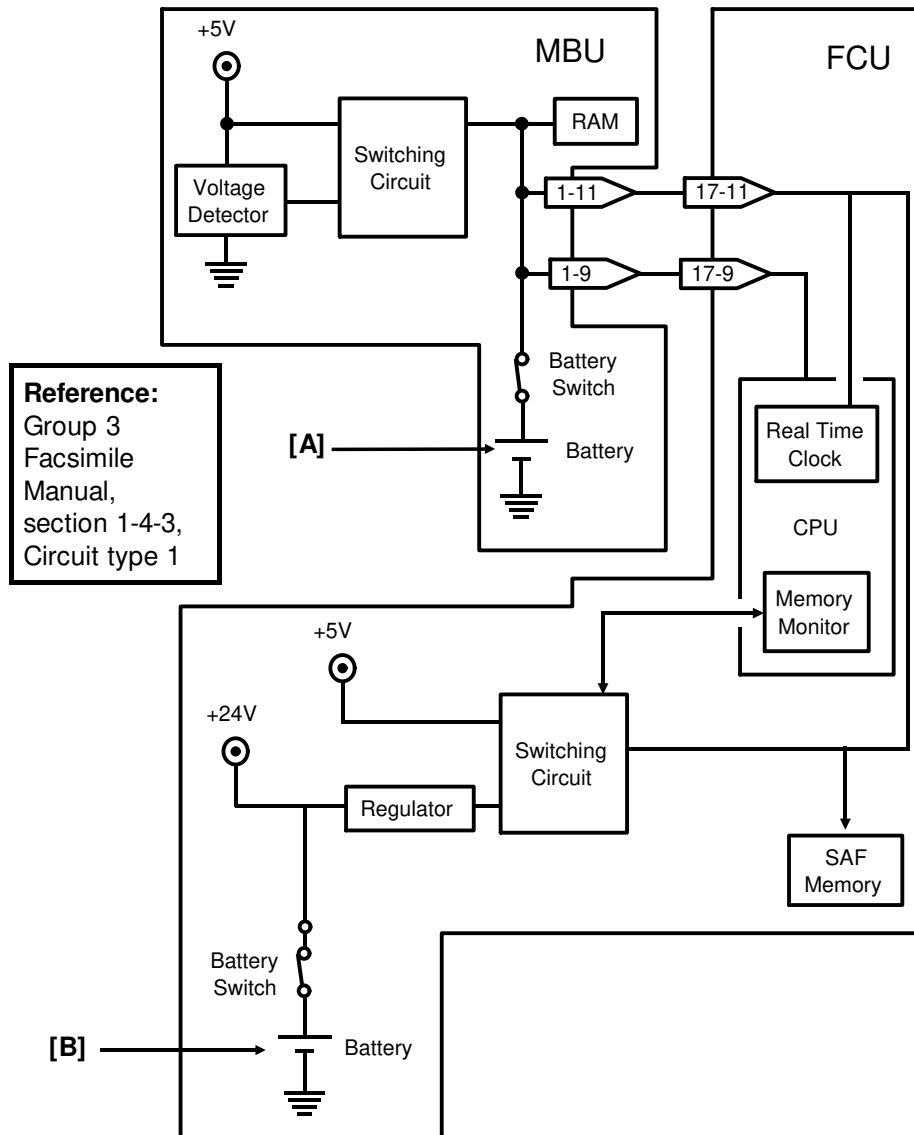 +5V
MBU
FCU
RAM
Switching
Circuit
Voltage
Detector
1-11
17-11
1-9
17-9
Battery
Switch
Reference:
Group 3
Facsimile
Manual,
section 1-4-3,
Circuit type 1
[A]
Battery
Real Time
Clock
CPU
Memory
Monitor
+5V
+24V
Switching
Circuit
Regulator
SAF
Memory
Battery
Switch
[B]
Battery